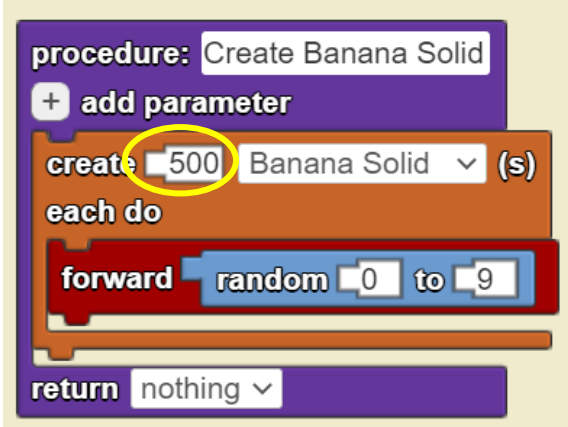 procedure: Create Banana Solid
+ add parameter
create 500 Banana Solid (s)
each do
forward random 0 to 9
return nothing